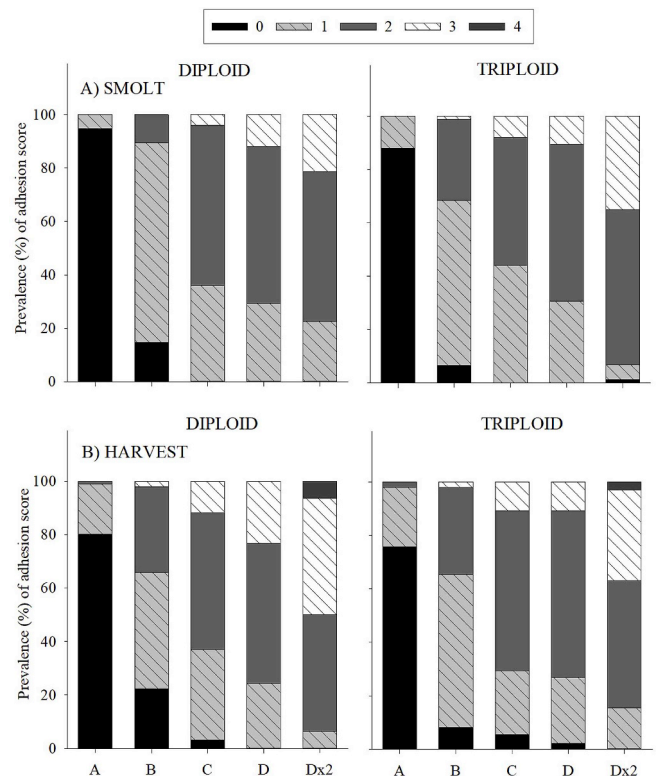 0 1 2 3 4
DIPLOID TRIPLOID
A) SMOLT
Prevalence (%) of adhesion score
100
80
60
40
20
0
DIPLOID TRIPLOID
B) HARVEST
Prevalence (%) of adhesion score
100
80
60
40
20
0
A B C D Dx2 A B C D Dx2